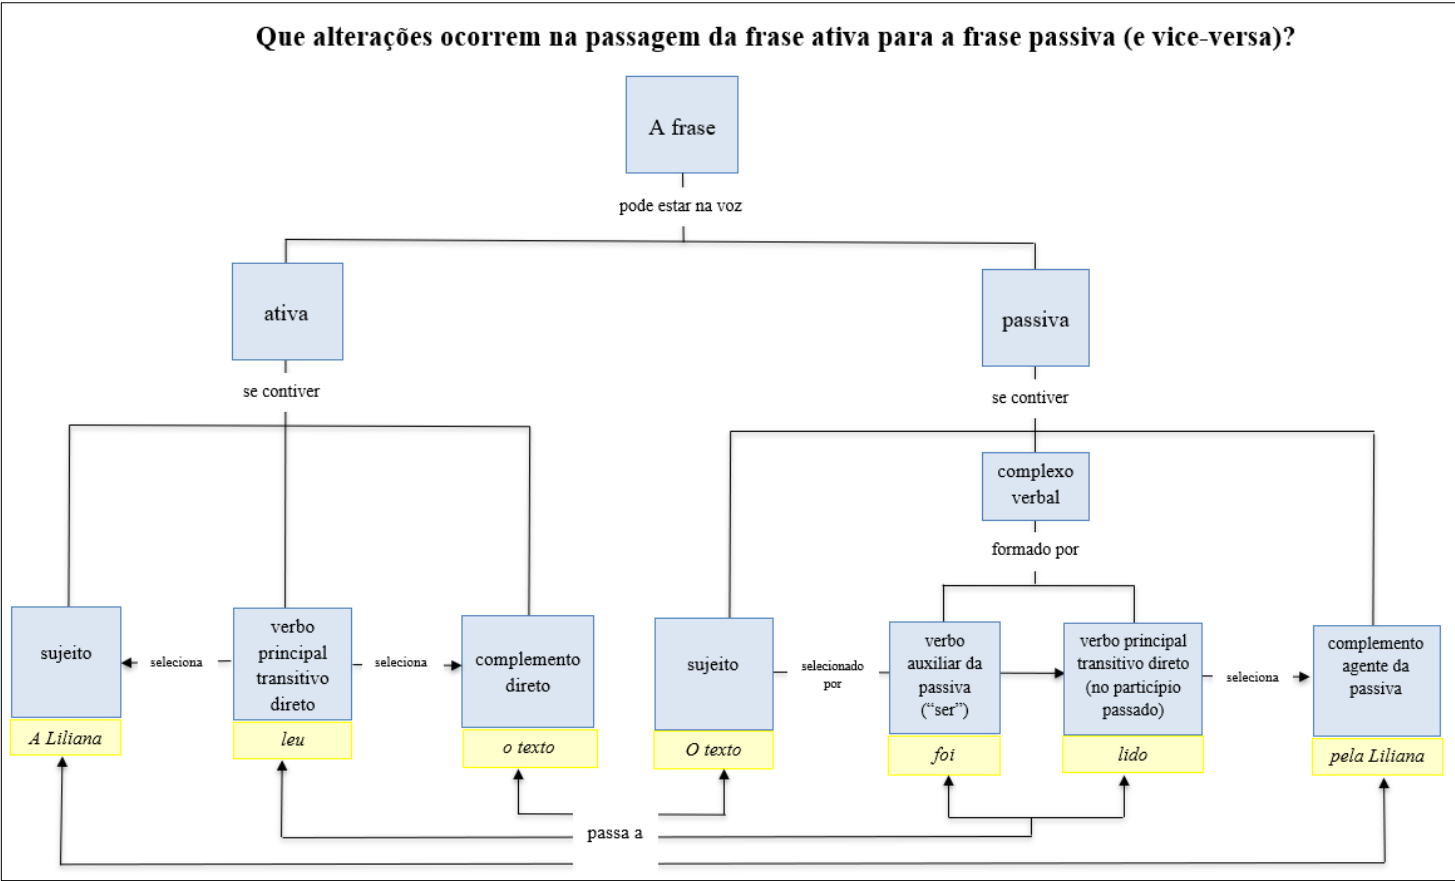 Que alterações ocorrem na passagem da frase ativa para a frase passiva (e vice-versa)?
A frase
pode estar na voz
ativa
passiva
se contiver
se contiver
complexo
verbal
formado por
sujeito
seleciona
verbo
principal
transitivo
direto
seleciona
complemento
direto
sujeito
selecionado
por
verbo
auxiliar da
passiva
(“ser”)
verbo principal
transitivo direto
(no particípio
passado)
seleciona
complemento
agente da
passiva
A Liliana
leu
o texto
O texto
foi
lido
pela Liliana
passa a